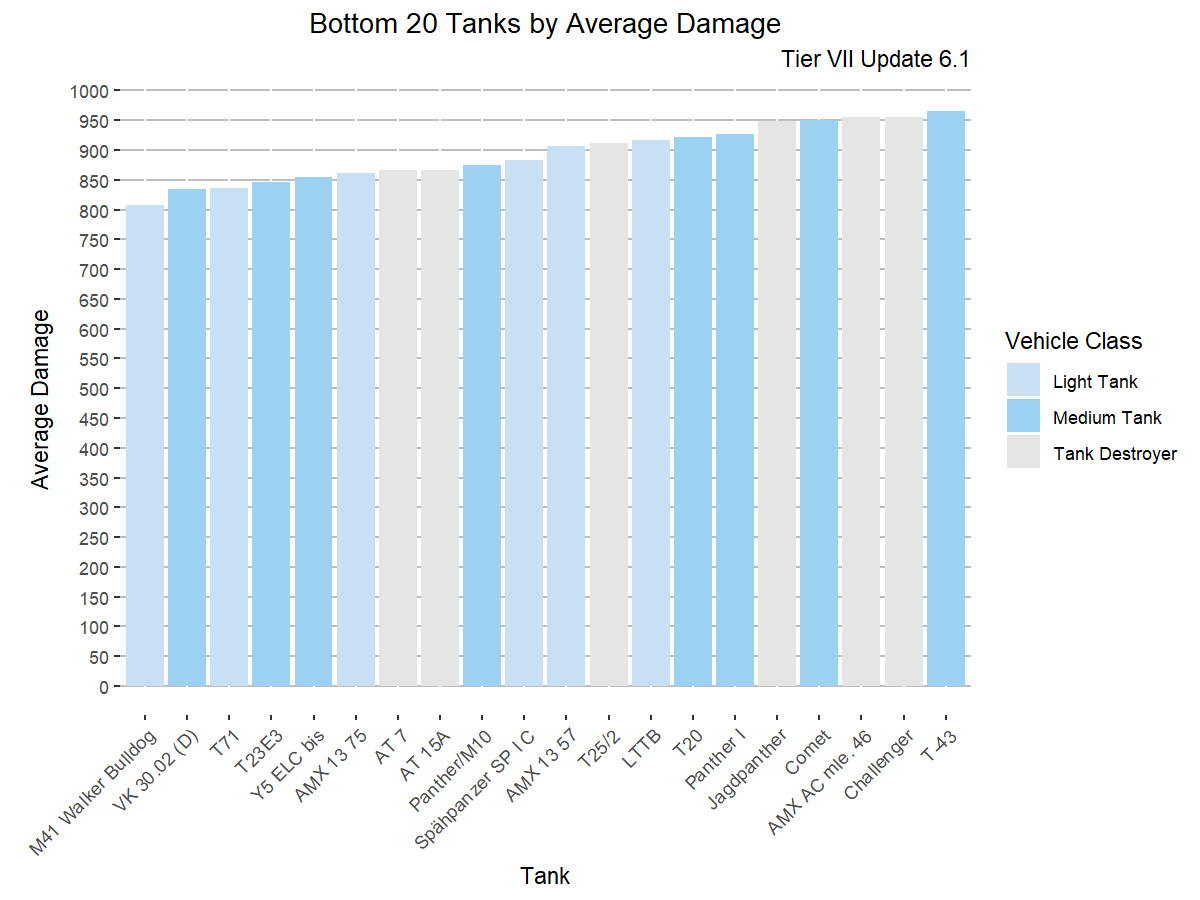 Bottom 20 Tanks by Average Damage
Tier VII Update 6.1
1000
950
900
850
800
750
700
650
600
550
500
450
400
350
300
250
200
150
100
50
0
Average Damage
M41 Walker Bulldog
VK 30.02 (D)
T71
T23E3
Y5 ELC bis
AMX 13 75
AT 7
AT 15A
Panther/M10
Spähpanzer SP I C
AMX 13 57
T25/2
LTTB
T20
Panther I
Jagdpanther
Comet
AMX AC mle. 46
Challenger
T-43
Tank
Vehicle Class
Light Tank
Medium Tank
Tank Destroyer